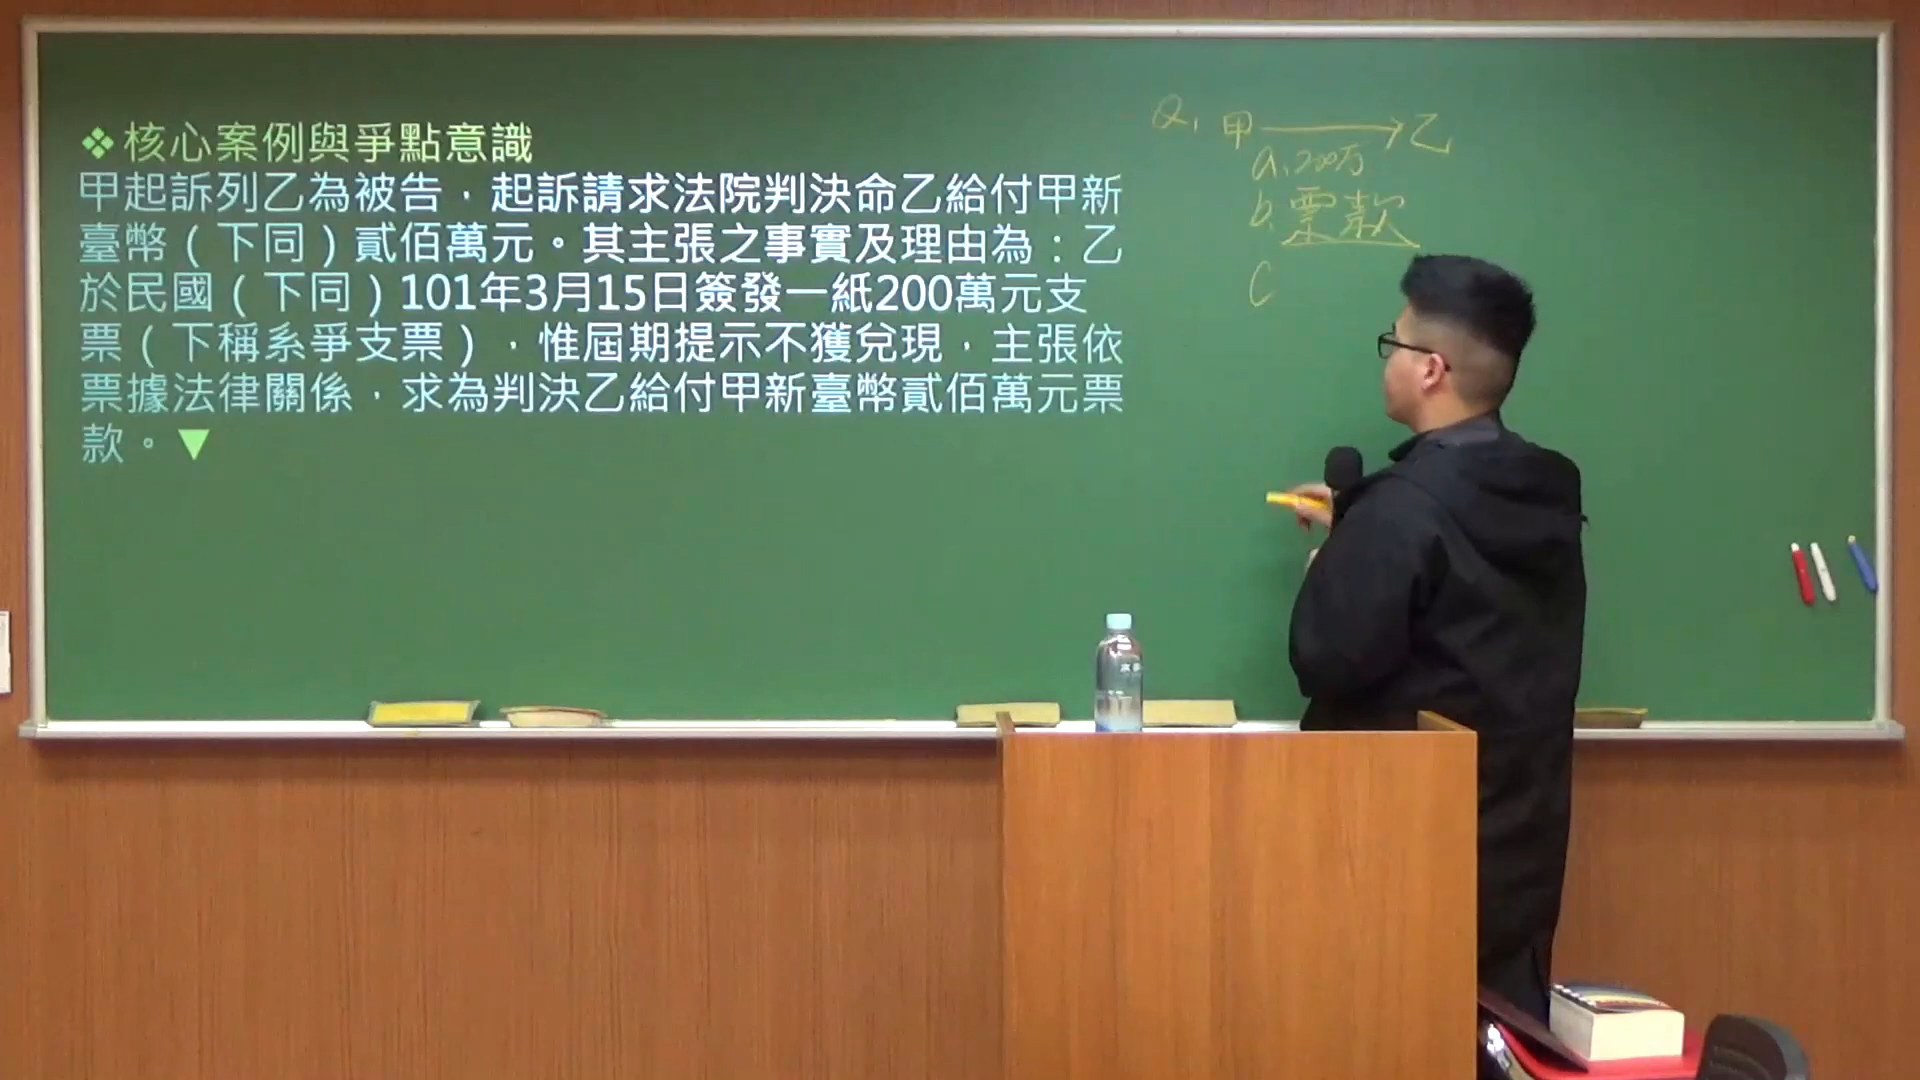 ❖核心案例與爭點意識
甲起訴列乙為被告，起訴請求法院判決命乙給付甲新
臺幣（下同）貳佰萬元。其主張之事實及理由為：乙
於民國（下同）101年3月15日簽發一紙200萬元支
票（下稱系爭支票），惟屆期提示不獲兌現，主張依
票據法律關係，求為判決乙給付甲新臺幣貳佰萬元票
款。▼
Q1 甲→乙
a、200万
b、票款
C